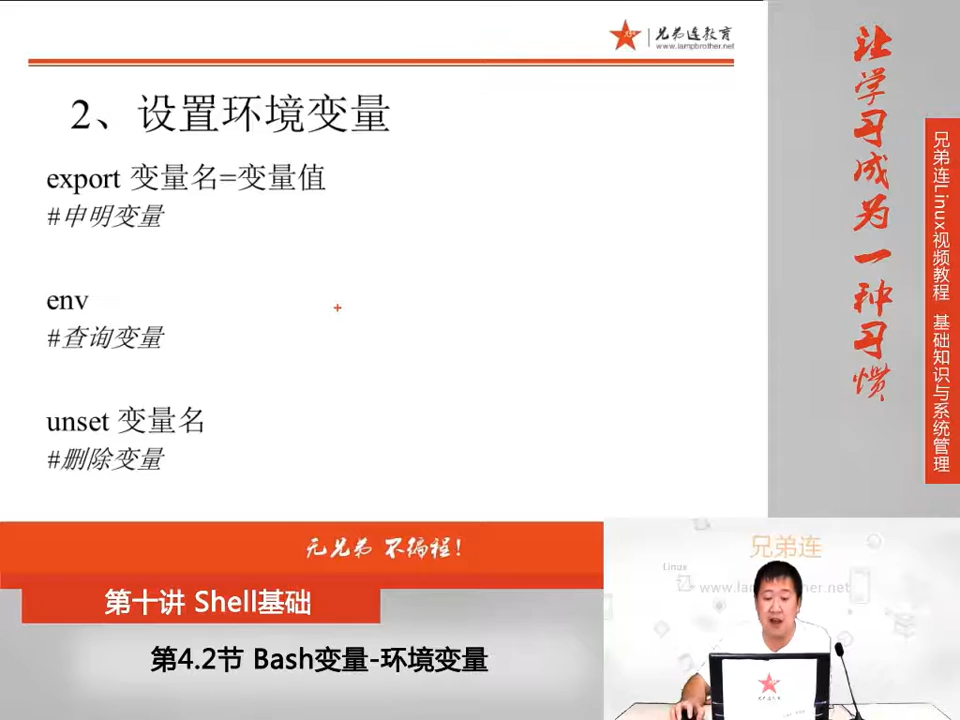 兄弟连教育
www.lampbrother.net
2、设置环境变量
export 变量名=变量值
#申明变量
env
#查询变量
unset 变量名
#删除变量
让学习成为一种习惯
兄弟连Linux视频教程 基础知识与系统管理
无兄弟 不编程!
第十讲 Shell基础
第4.2节 Bash变量-环境变量
兄弟连
Linux